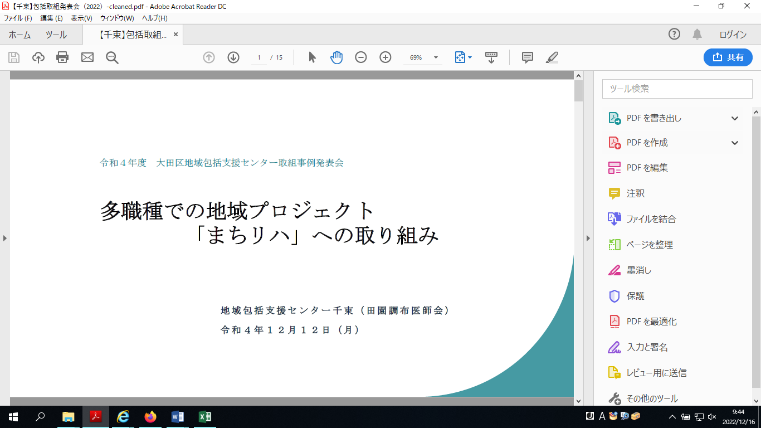 【千東】包括取組発表会（2022） -cleaned.pdf - Adobe Acrobat Reader DC
ファイル(F) 編集(E) 表示(V) ウィンドウ(W) ヘルプ(H)
ホーム ツール 【千東】包括取組... × ログイン
1 / 15 69% 共有
ツール検索
令和４年度　大田区地域包括支援センター取組事例発表会
多職種での地域プロジェクト
「まちリハ」への取り組み
地域包括支援センター千束（田園調布医師会）
令和４年１２月１２日（月）
PDF を書き出し
PDF を作成
PDF を編集
注釈
ファイルを結合
ページを整理
墨消し
保護
PDF を最適化
入力と署名
レビュー用に送信
その他のツール
A
9:44
2022/12/16